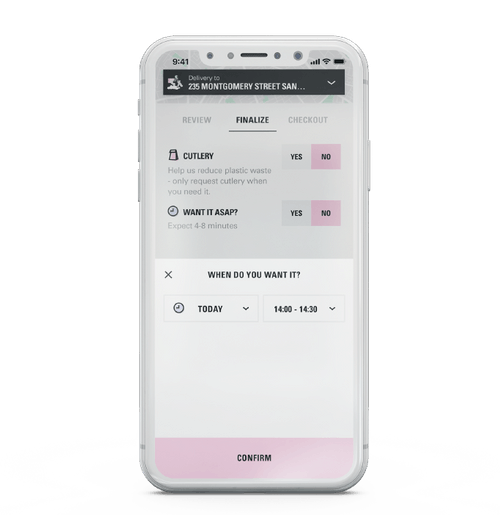 9:41
Delivery to
235 MONTGOMERY STREET SAN...
REVIEW FINALIZE CHECKOUT
CUTLERY YES NO
Help us reduce plastic waste
- only request cutlery when
you need it.
WANT IT ASAP? YES NO
Expect 4-8 minutes
WHEN DO YOU WANT IT?
TODAY 14:00 - 14:30
CONFIRM